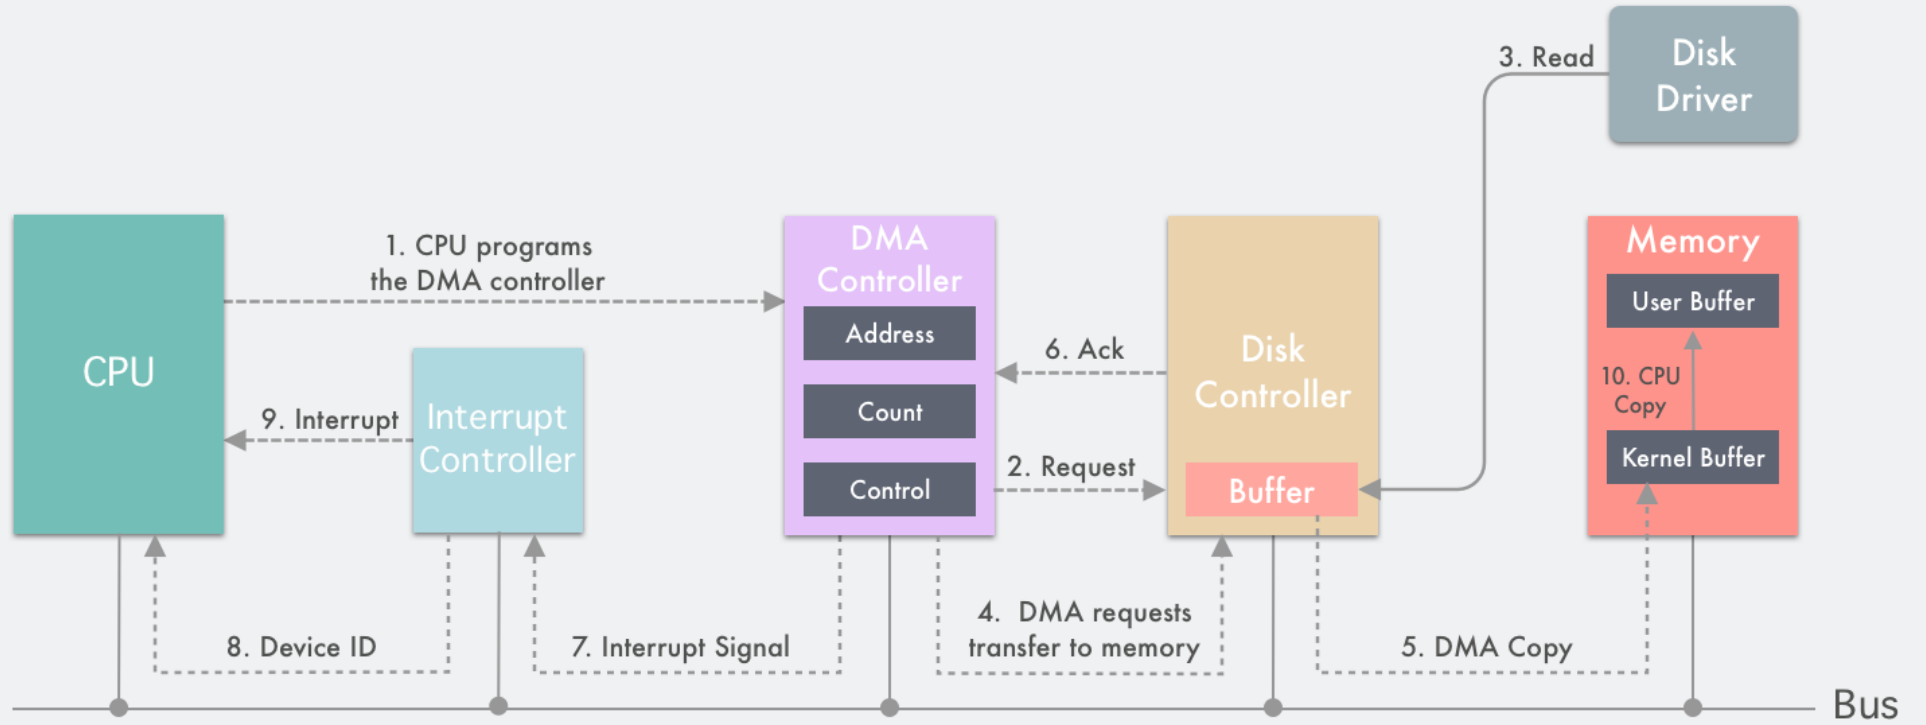 3. Read
Disk
Driver
1. CPU programs
the DMA controller
DMA
Controller
Memory
Address
User Buffer
CPU
6. Ack
Disk
Controller
10. CPU
Copy
9. Interrupt
Interrupt
Controller
Count
2. Request
Kernel Buffer
Control
Buffer
8. Device ID
7. Interrupt Signal
4. DMA requests
transfer to memory
5. DMA Copy
Bus